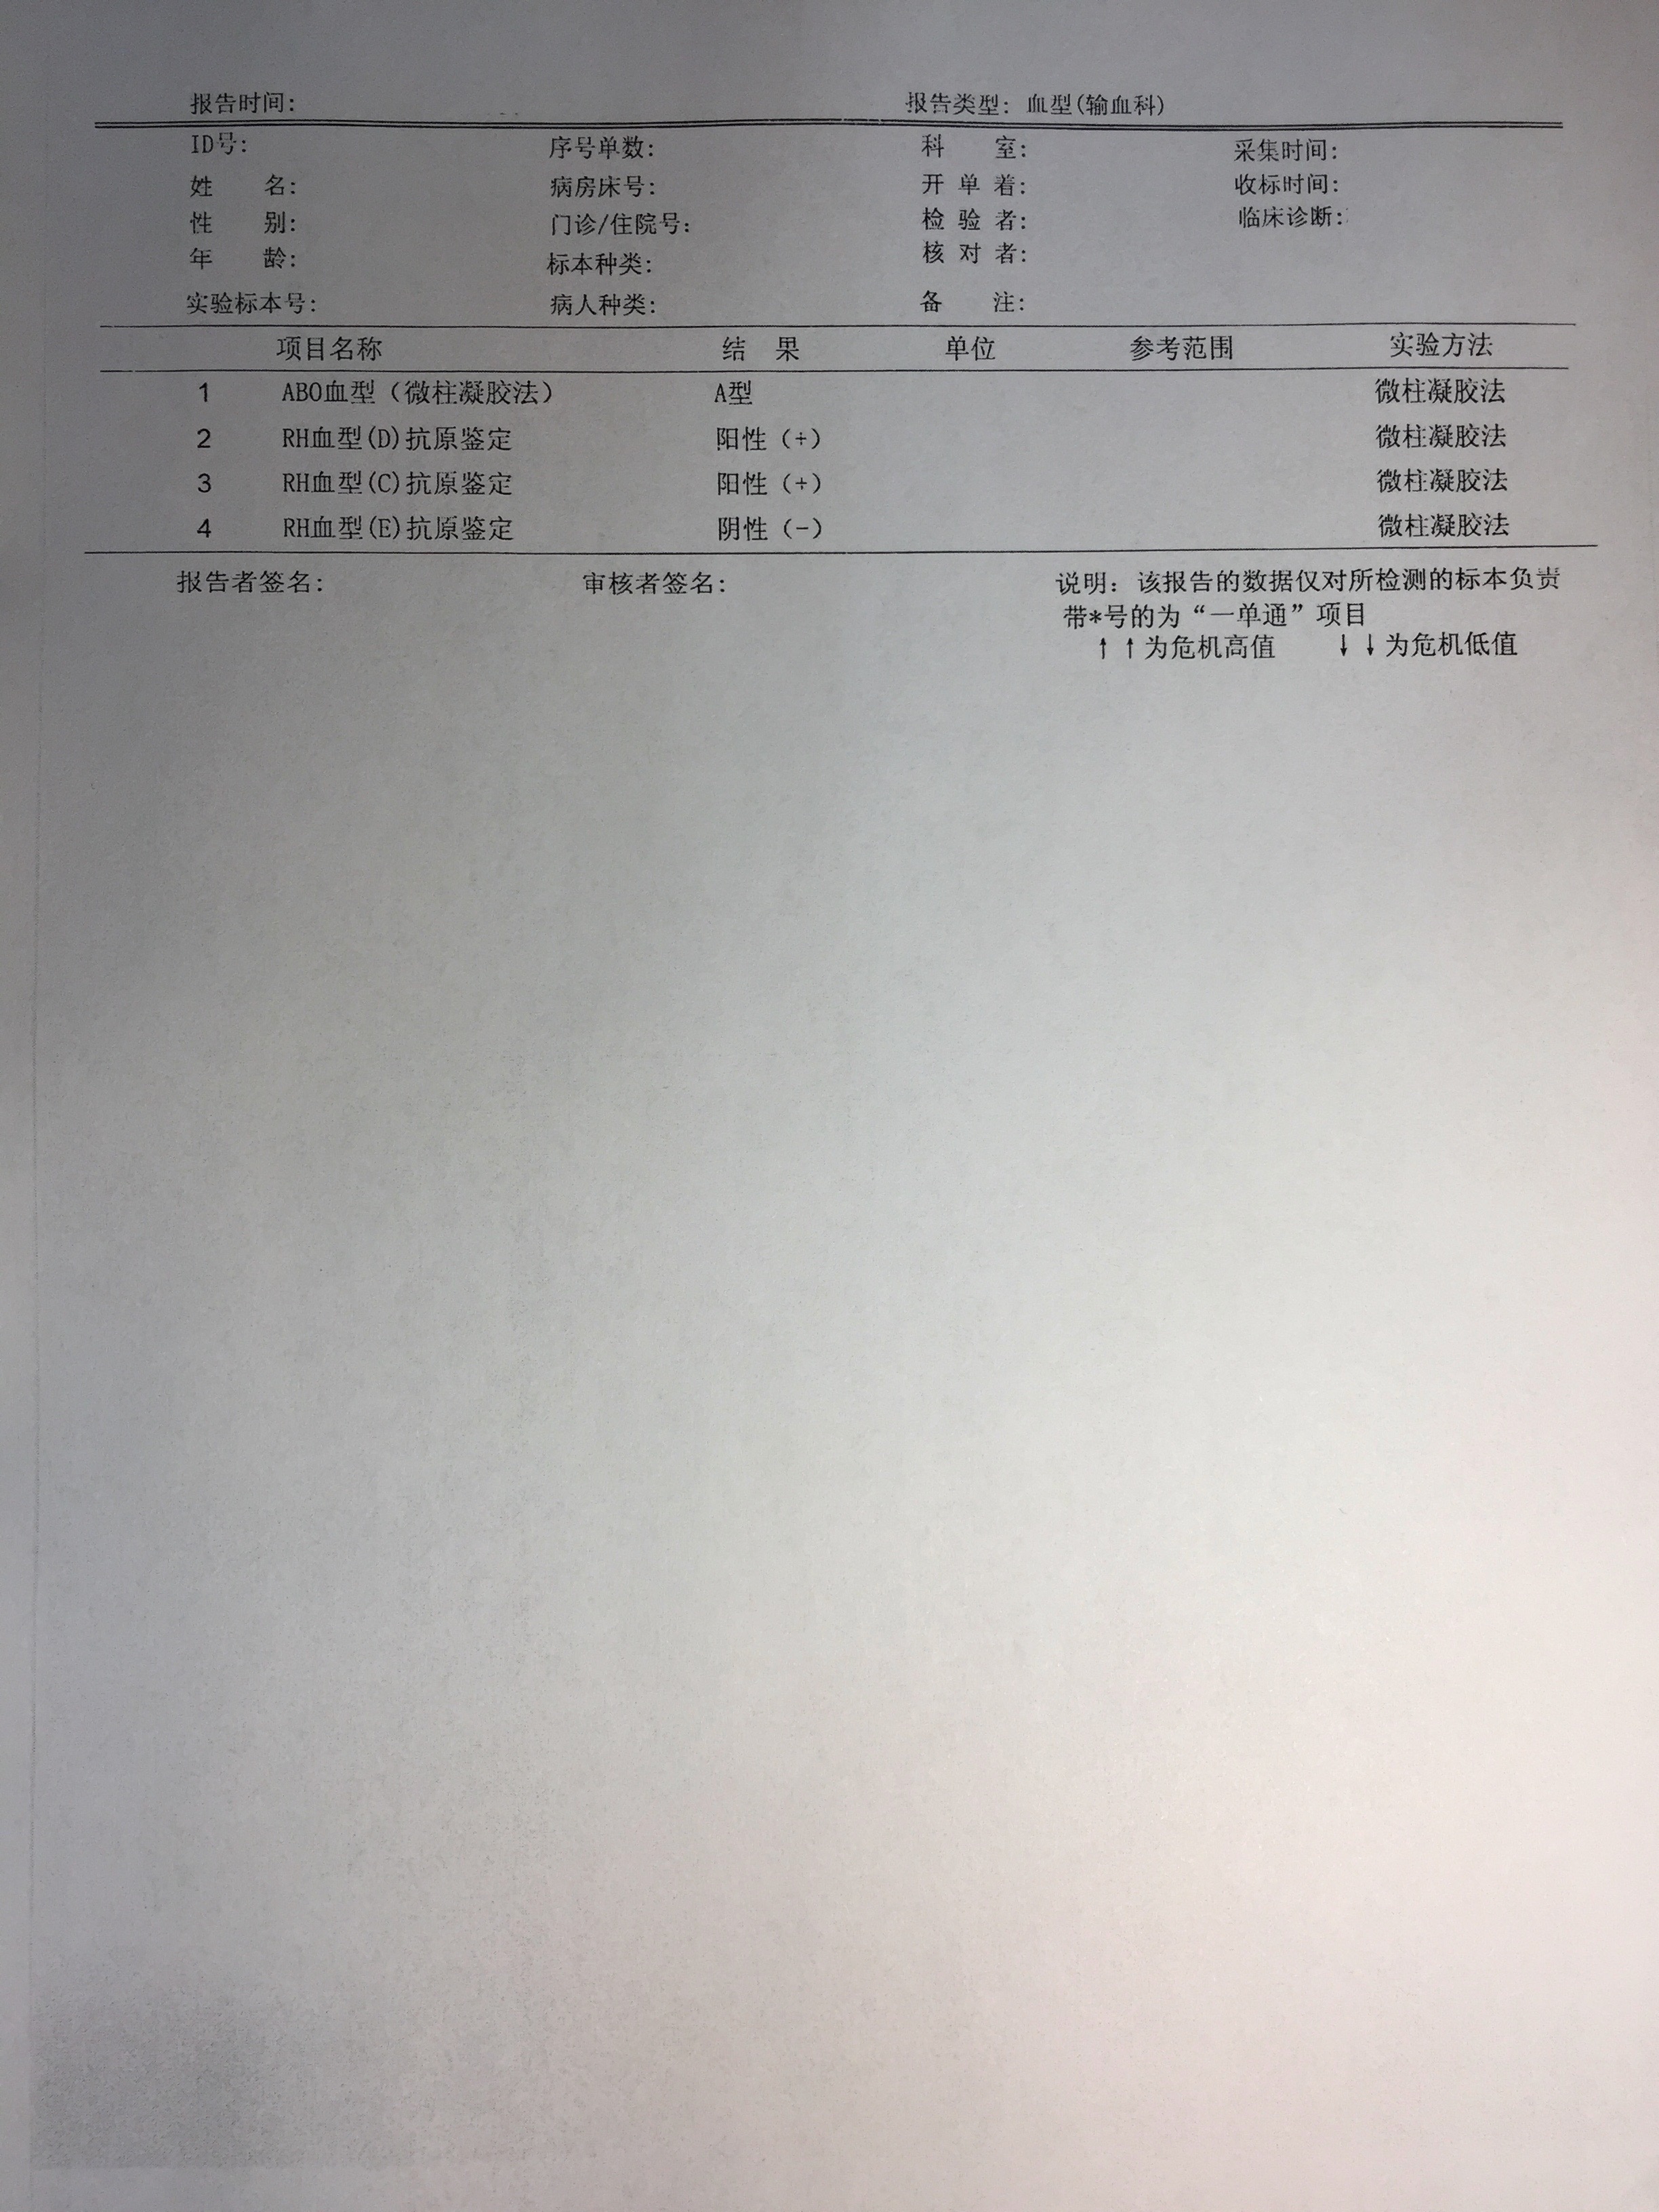 报告时间: 报告类型: 血型(输血科)
ID号: 序号单数: 科 室: 采集时间:
姓 名: 病房床号: 开 单 着: 收标时间:
性 别: 门诊/住院号: 检 验 者: 临床诊断:
年 龄: 标本种类: 核 对 者:
实验标本号: 病人种类: 备 注:
项目名称 结 果 单位 参考范围 实验方法
1 ABO血型（微柱凝胶法） A型 微柱凝胶法
2 RH血型(D)抗原鉴定 阳性（+） 微柱凝胶法
3 RH血型(C)抗原鉴定 阳性（+） 微柱凝胶法
4 RH血型(E)抗原鉴定 阴性（-） 微柱凝胶法
报告者签名: 审核者签名: 说明: 该报告的数据仅对所检测的标本负责
带*号的为“一单通”项目
↑↑为危机高值 ↓↓为危机低值